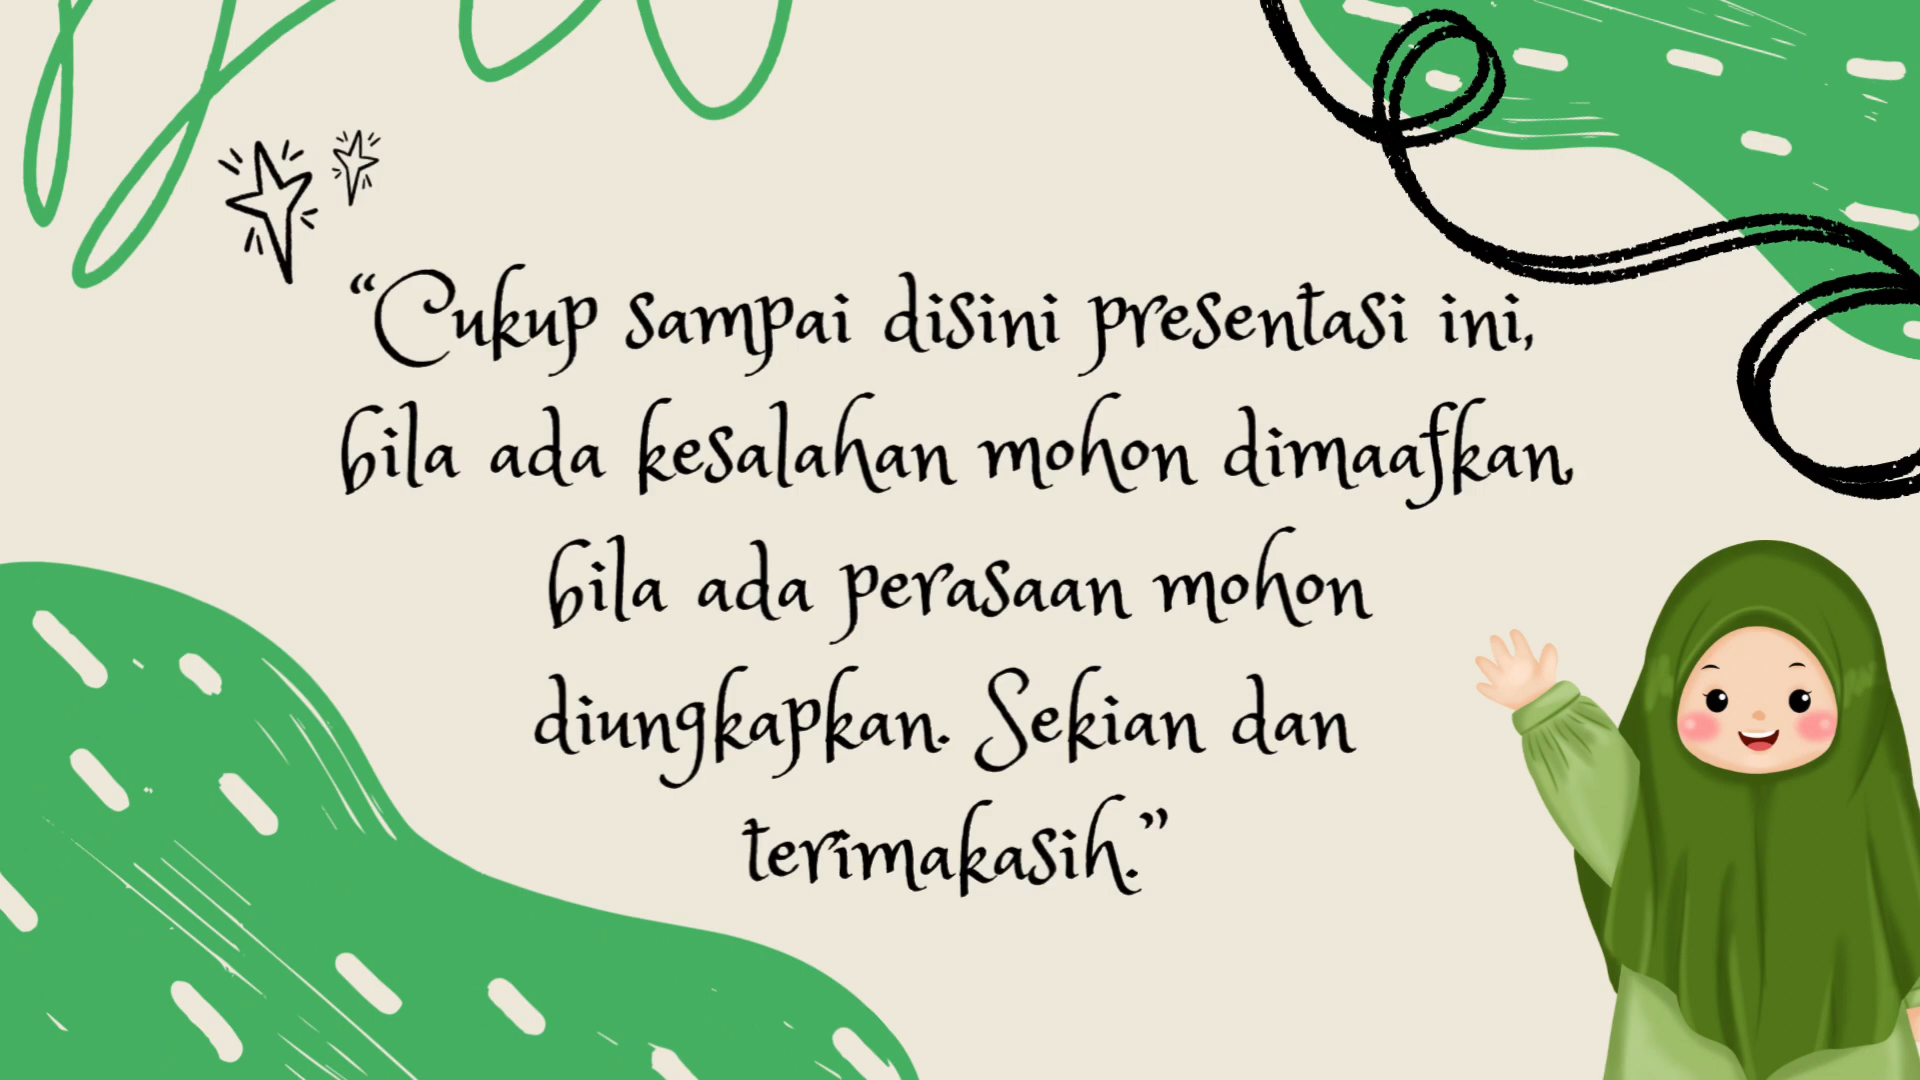 “Cukup sampai disini presentasi ini,
bila ada kesalahan mohon dimaafkan,
bila ada perasaan mohon
diungkapkan. Sekian dan
terimakasih.”